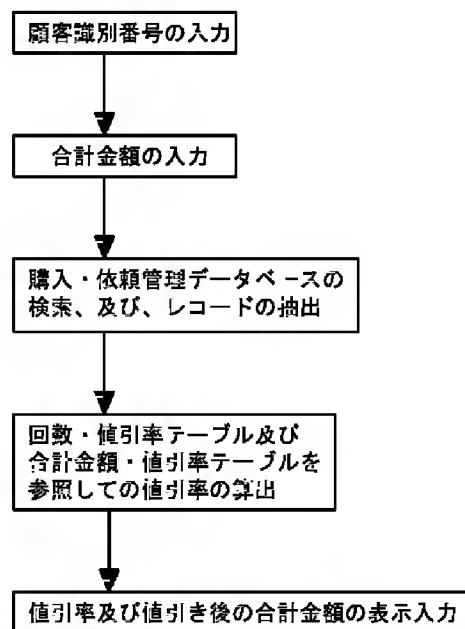 顧客識別番号の入力
合計金額の入力
購入・依頼管理データベースの
検索、及び、レコードの抽出
回数・値引率テーブル及び
合計金額・値引率テーブルを
参照しての値引率の算出
値引率及び値引き後の合計金額の表示入力